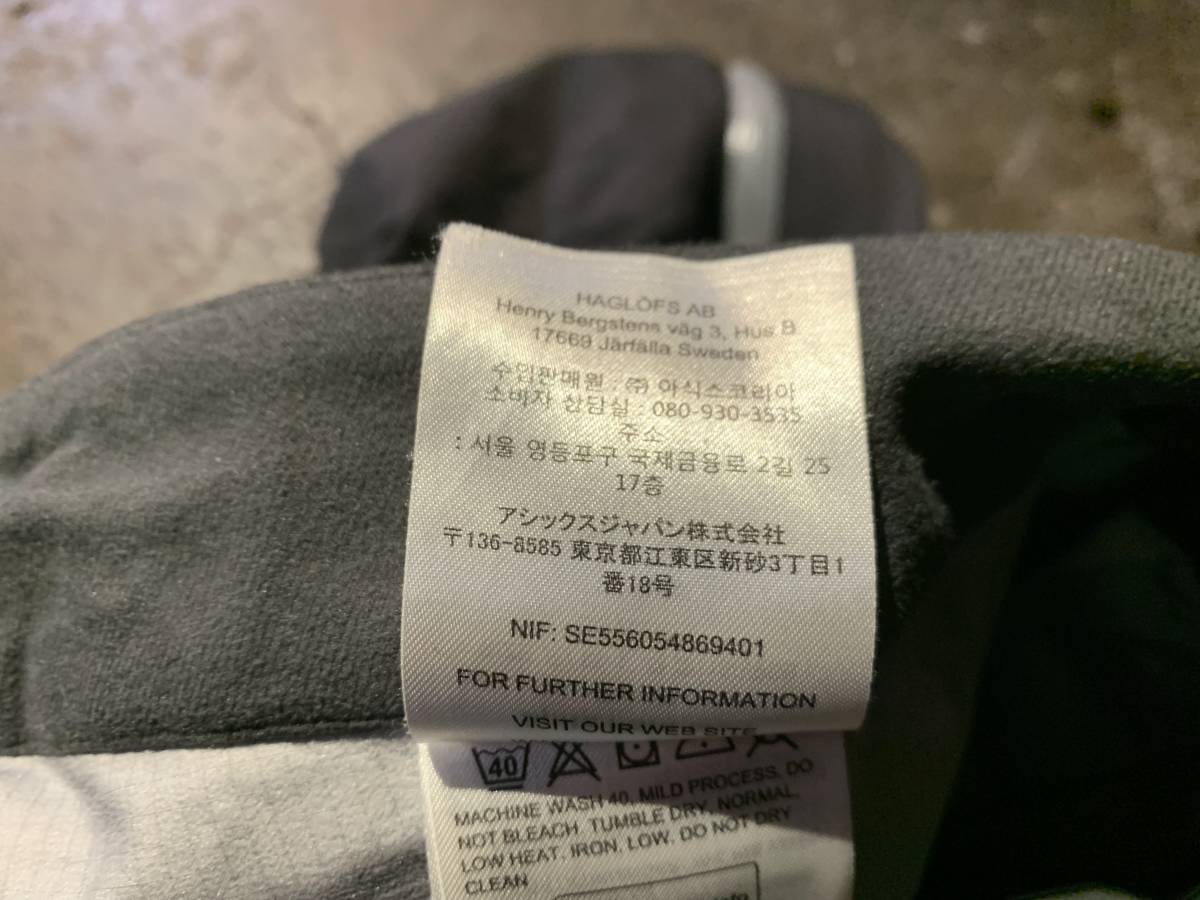 HAGLÖFS AB
Henry Bergstens väg 3, Hus B
17669 Järfälla Sweden
수입판매원 : ㈜ 아식스코리아
소비자 상담실 : 080-930-3535
주소
: 서울 영등포구 국제금융로 2길 25
17층
アシックスジャパン株式会社
〒136-8585 東京都江東区新砂3丁目1
番18号
NIF: SE556054869401
FOR FURTHER INFORMATION
VISIT OUR WEB SITE
40
MACHINE WASH 40, MILD PROCESS, DO
NOT BLEACH, TUMBLE DRY, NORMAL,
LOW HEAT, IRON, LOW, DO NOT DRY
CLEAN